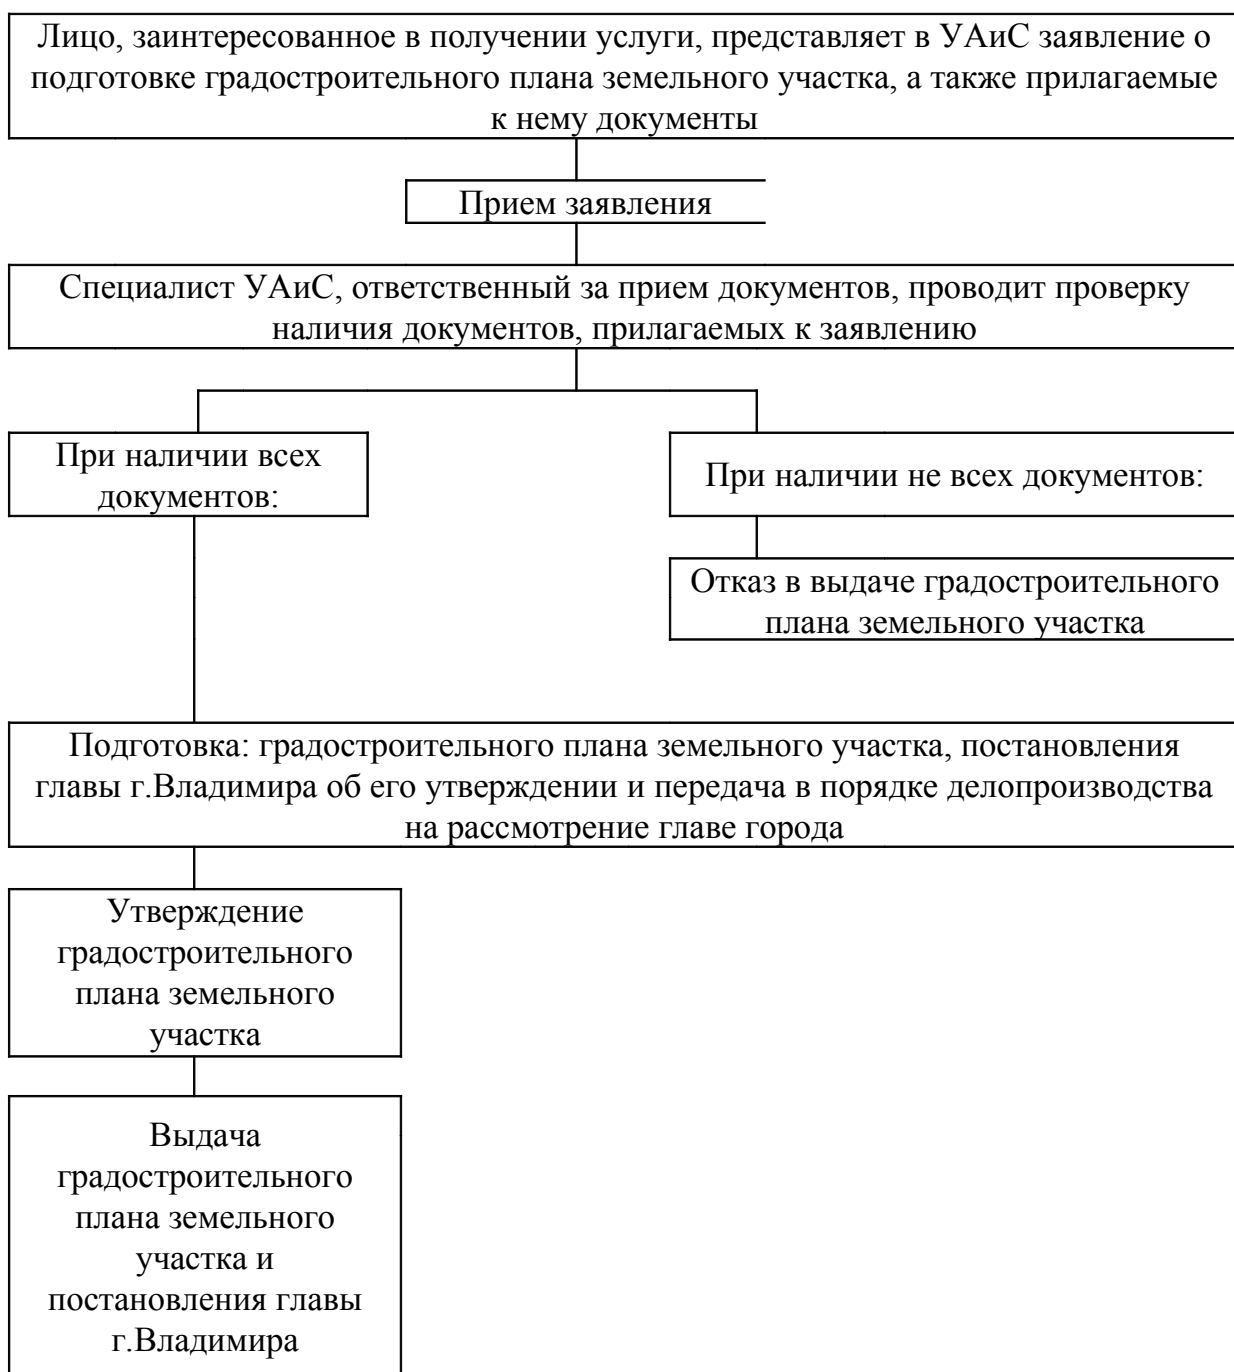 Лицо, заинтересованное в получении услуги, представляет в УАиС заявление о
подготовке градостроительного плана земельного участка, а также прилагаемые
к нему документы
Прием заявления
Специалист УАиС, ответственный за прием документов, проводит проверку
наличия документов, прилагаемых к заявлению
При наличии всех
документов:
При наличии не всех документов:
Отказ в выдаче градостроительного
плана земельного участка
Подготовка: градостроительного плана земельного участка, постановления
главы г.Владимира об его утверждении и передача в порядке делопроизводства
на рассмотрение главе города
Утверждение
градостроительного
плана земельного
участка
Выдача
градостроительного
плана земельного
участка и
постановления главы
г.Владимира